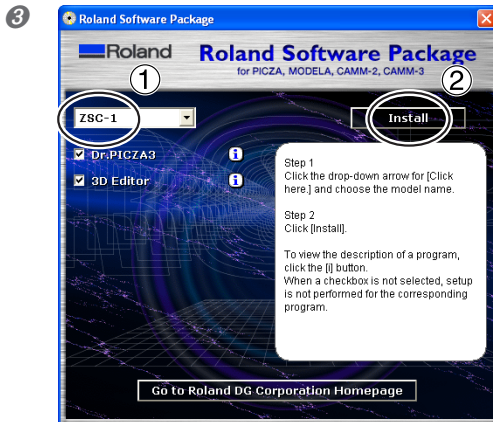 3
Roland Software Package
Roland
Roland Software Package
for PICZA, MODELA, CAMM-2, CAMM-3
1
2
ZSC-1
Install
Dr.PICZA3
i
3D Editor
i
Step 1
Click the drop-down arrow for [Click
here.] and choose the model name.
Step 2
Click [Install].
To view the description of a program,
click the [i] button.
When a checkbox is not selected, setup
is not performed for the corresponding
program.
Go to Roland DG Corporation Homepage